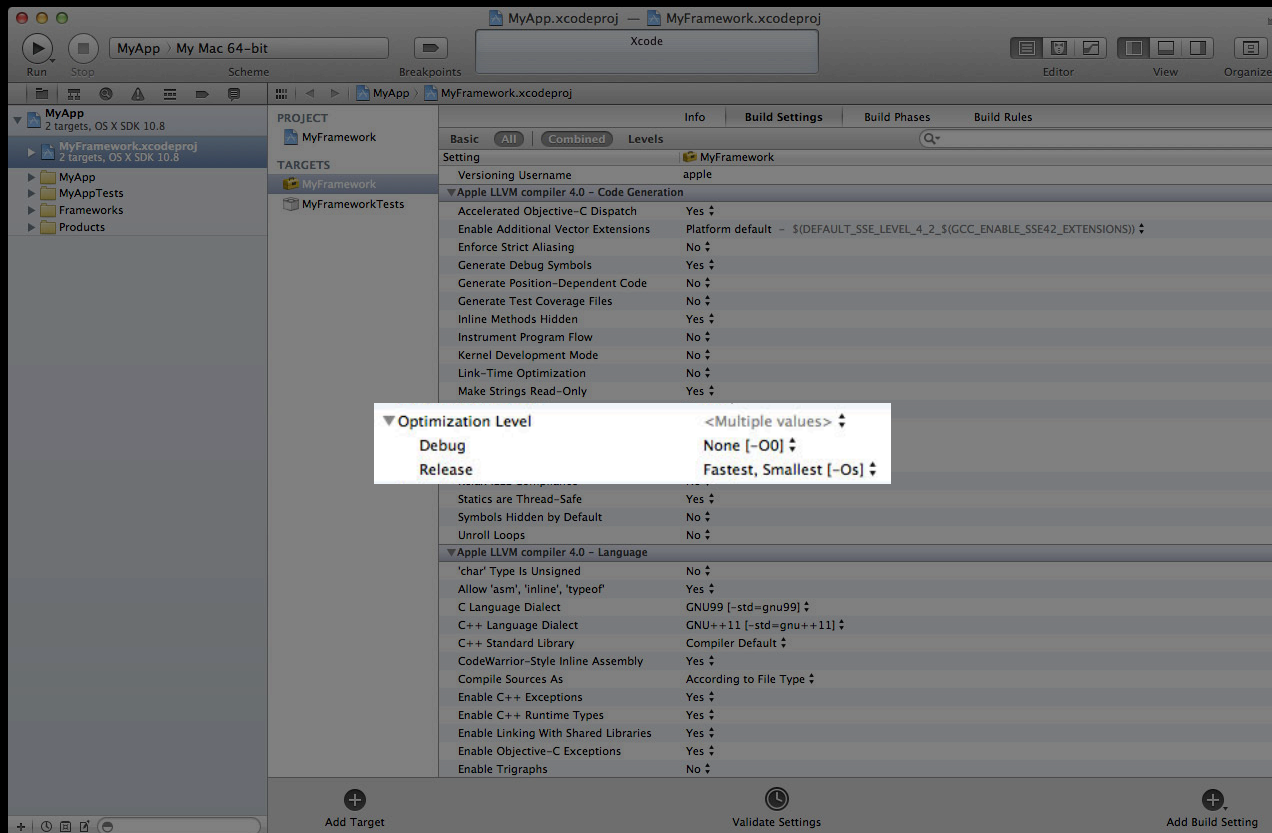 MyApp.xcodeproj — MyFramework.xcodeproj
MyApp › My Mac 64-bit
Xcode
Run
Stop
Scheme
Breakpoints
Editor
View
Organize
MyApp › MyFramework.xcodeproj
MyApp
2 targets, OS X SDK 10.8
MyFramework.xcodeproj
2 targets, OS X SDK 10.8
MyApp
MyAppTests
Frameworks
Products
PROJECT
MyFramework
TARGETS
MyFramework
MyFrameworkTests
Info Build Settings Build Phases Build Rules
Basic All Combined Levels
Setting MyFramework
Versioning Username apple
Apple LLVM compiler 4.0 – Code Generation
Accelerated Objective-C Dispatch Yes
Enable Additional Vector Extensions Platform default – $(DEFAULT_SSE_LEVEL_4_2_$(GCC_ENABLE_SSE42_EXTENSIONS))
Enforce Strict Aliasing No
Generate Debug Symbols Yes
Generate Position-Dependent Code No
Generate Test Coverage Files No
Inline Methods Hidden Yes
Instrument Program Flow No
Kernel Development Mode No
Link-Time Optimization No
Make Strings Read-Only Yes
Optimization Level <Multiple values>
Debug None [-O0]
Release Fastest, Smallest [-Os]
Statics are Thread-Safe Yes
Symbols Hidden by Default No
Unroll Loops No
Apple LLVM compiler 4.0 – Language
'char' Type Is Unsigned No
Allow 'asm', 'inline', 'typeof' Yes
C Language Dialect GNU99 [-std=gnu99]
C++ Language Dialect GNU++11 [-std=gnu++11]
C++ Standard Library Compiler Default
CodeWarrior-Style Inline Assembly Yes
Compile Sources As According to File Type
Enable C++ Exceptions Yes
Enable C++ Runtime Types Yes
Enable Linking With Shared Libraries Yes
Enable Objective-C Exceptions Yes
Enable Trigraphs No
Add Target
Validate Settings
Add Build Setting